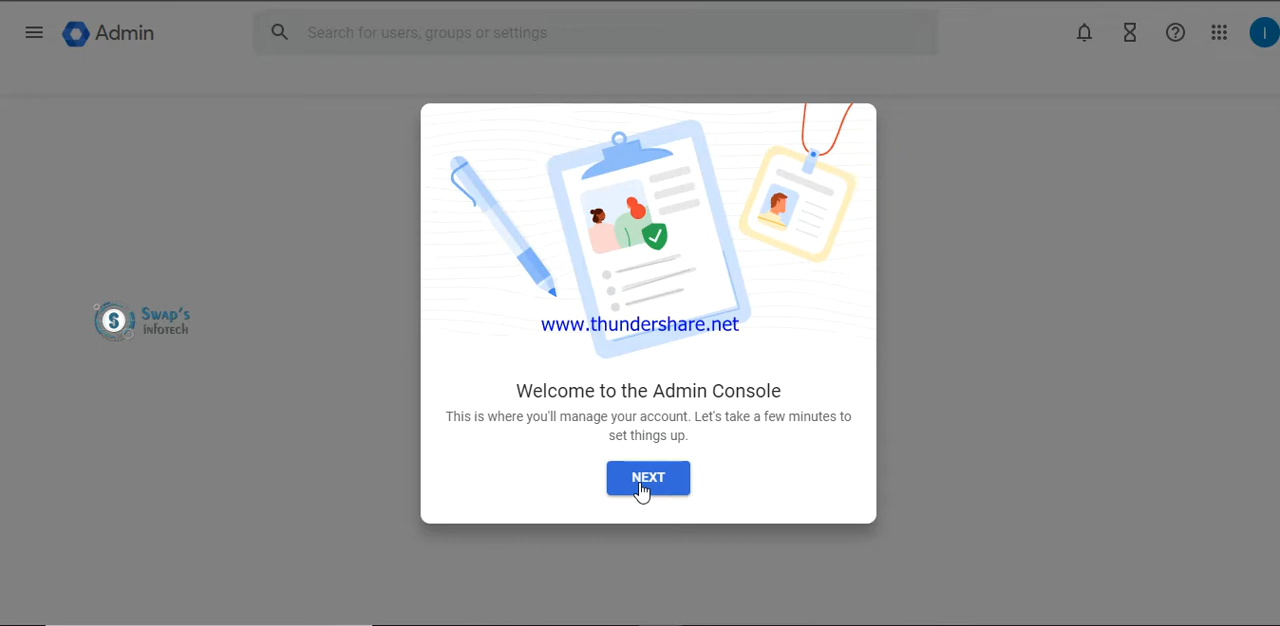 Admin
Search for users, groups or settings
I
$
SWAP'S
INFOTECH
www.thundershare.net
Welcome to the Admin Console
This is where you'll manage your account. Let's take a few minutes to
set things up.
NEXT